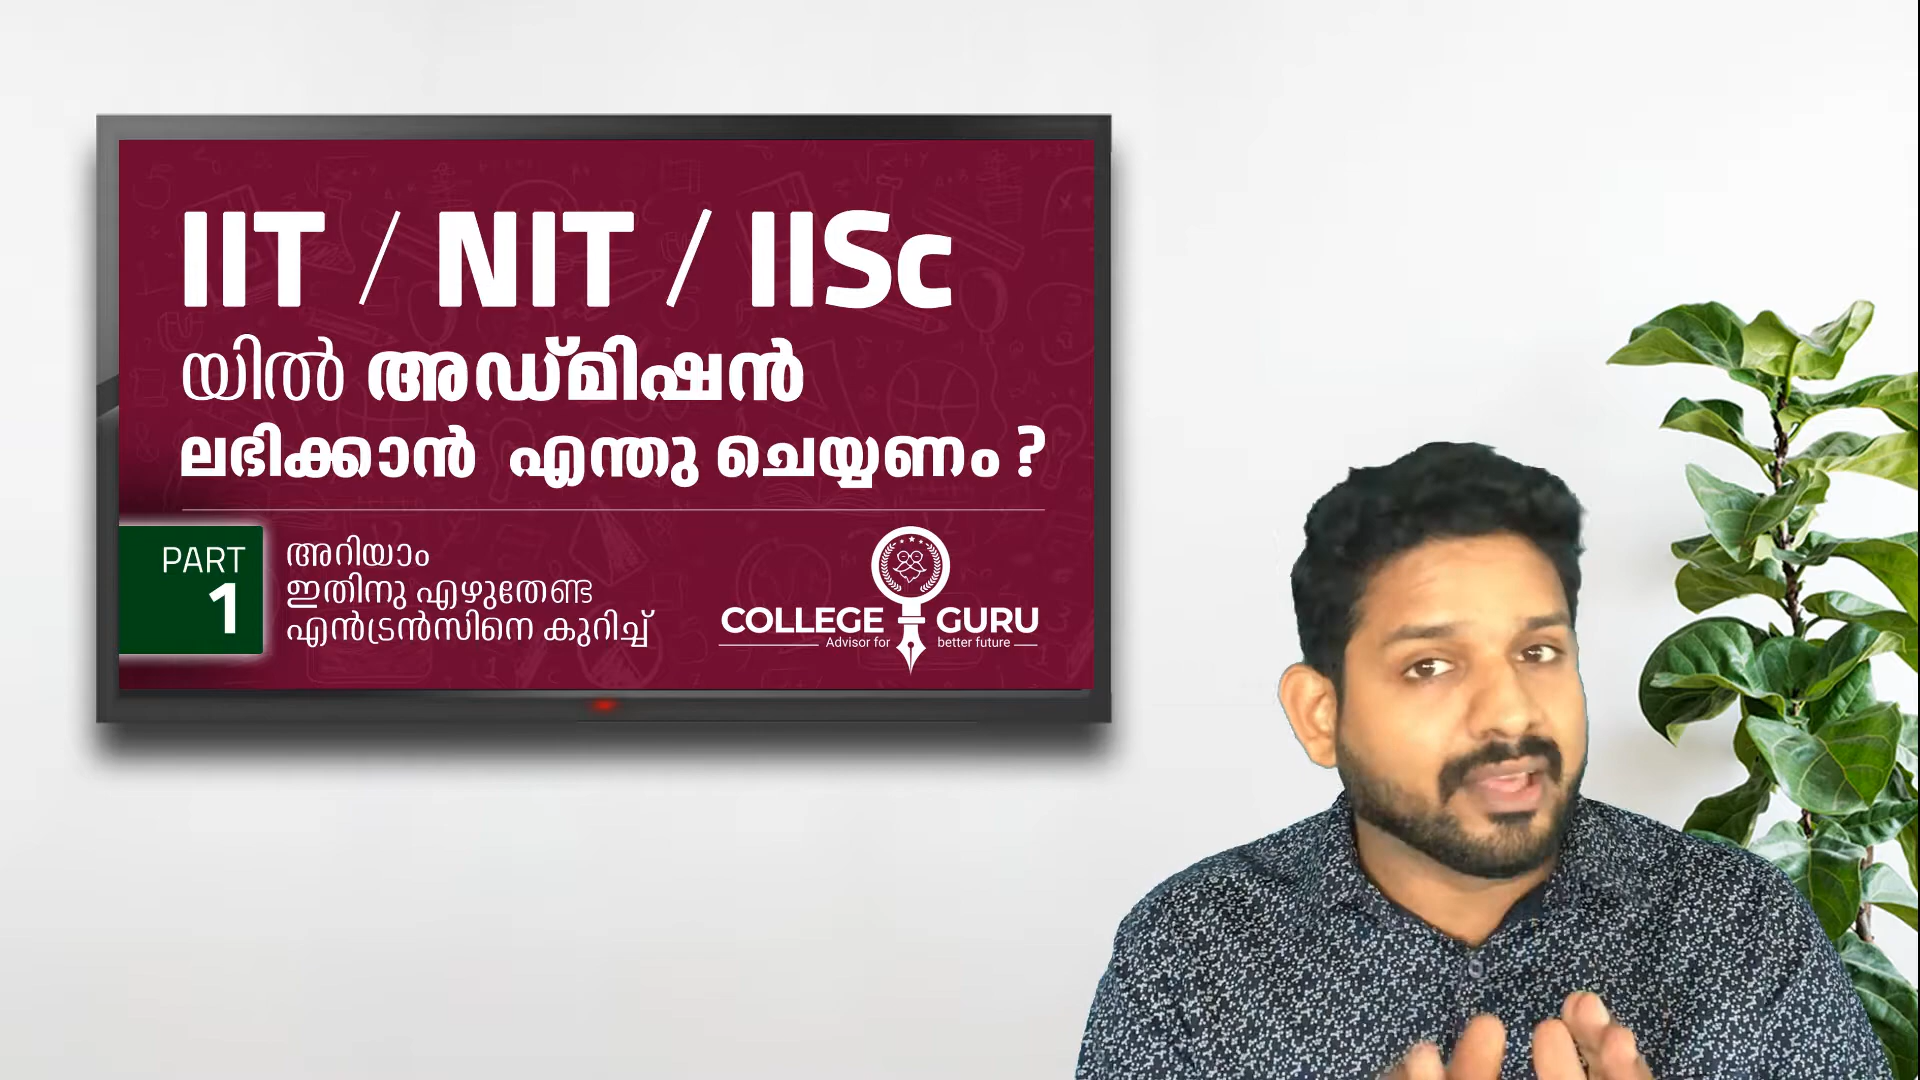 IIT / NIT / IISc
യിൽ അഡ്മിഷൻ
ലഭിക്കാൻ എന്തു ചെയ്യണം ?
PART
1
അറിയാം
ഇതിനു എഴുതേണ്ട
എൻട്രൻസിനെ കുറിച്ച്
COLLEGE GURU
Advisor for better future